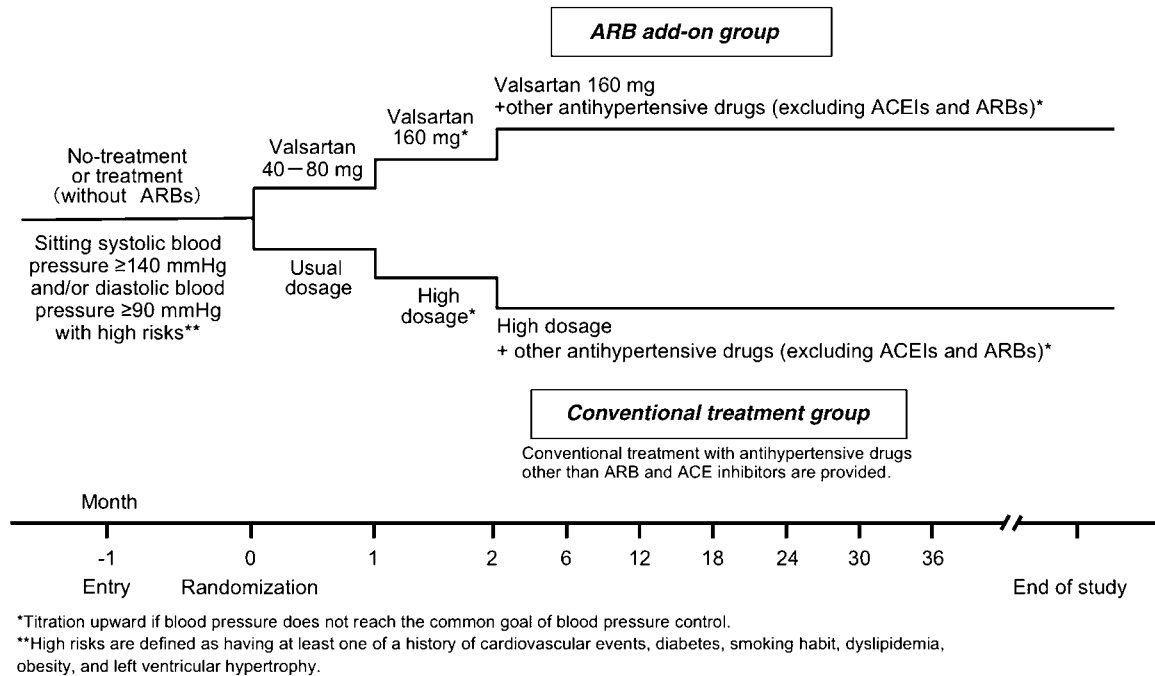 ARB add-on group
Valsartan 160 mg
+other antihypertensive drugs (excluding ACEIs and ARBs)*
Valsartan
160 mg*
Valsartan
40－80 mg
No-treatment
or treatment
(without ARBs)
Sitting systolic blood
pressure ≥140 mmHg
and/or diastolic blood
pressure ≥90 mmHg
with high risks**
Usual
dosage
High
dosage*
High dosage
+ other antihypertensive drugs (excluding ACEIs and ARBs)*
Conventional treatment group
Conventional treatment with antihypertensive drugs
other than ARB and ACE inhibitors are provided.
Month
-1 0 1 2 6 12 18 24 30 36
Entry Randomization End of study
*Titration upward if blood pressure does not reach the common goal of blood pressure control.
**High risks are defined as having at least one of a history of cardiovascular events, diabetes, smoking habit, dyslipidemia,
obesity, and left ventricular hypertrophy.